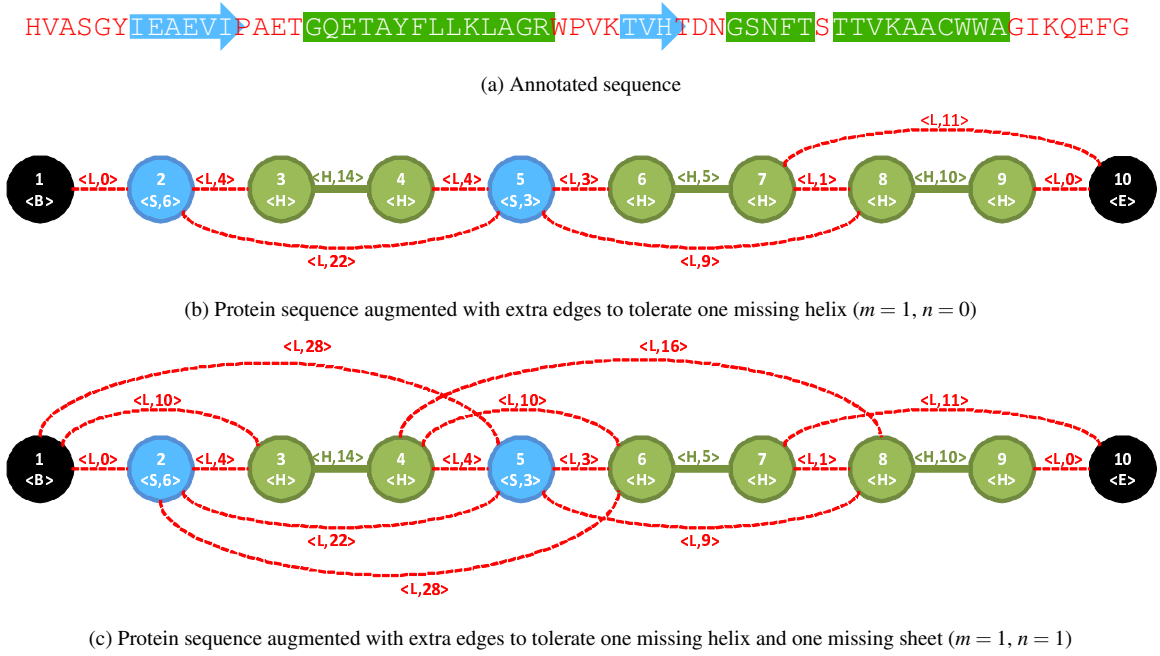 HVASGYIEAEVIPAETGQETAYFLLKLAGRWPVKTVHTDNGSNFTSTTVKAACWWAGIKQEFG
(a) Annotated sequence
<L,11>
1 <L,0> 2 <L,4> 3 <H,14> 4 <L,4> 5 <L,3> 6 <H,5> 7 <L,1> 8 <H,10> 9 <L,0> 10
<B> <S,6> <H> <H> <S,3> <H> <H> <H> <H> <E>
<L,22> <L,9>
(b) Protein sequence augmented with extra edges to tolerate one missing helix (m = 1, n = 0)
<L,28> <L,16>
<L,10> <L,10> <L,11>
1 <L,0> 2 <L,4> 3 <H,14> 4 <L,4> 5 <L,3> 6 <H,5> 7 <L,1> 8 <H,10> 9 <L,0> 10
<B> <S,6> <H> <H> <S,3> <H> <H> <H> <H> <E>
<L,22> <L,9>
<L,28>
(c) Protein sequence augmented with extra edges to tolerate one missing helix and one missing sheet (m = 1, n = 1)